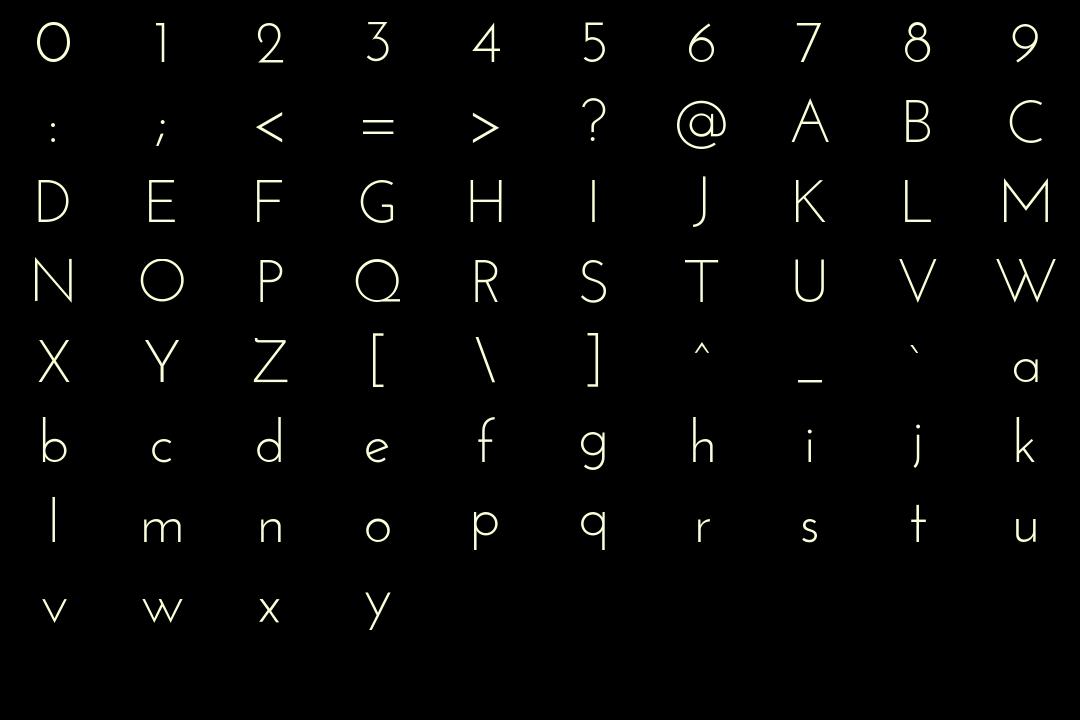 0 1 2 3 4 5 6 7 8 9
: ; < = > ? @ A B C
D E F G H I J K L M
N O P Q R S T U V W
X Y Z [ \ ] ^ _ ` a
b c d e f g h i j k
l m n o p q r s t u
v w x y